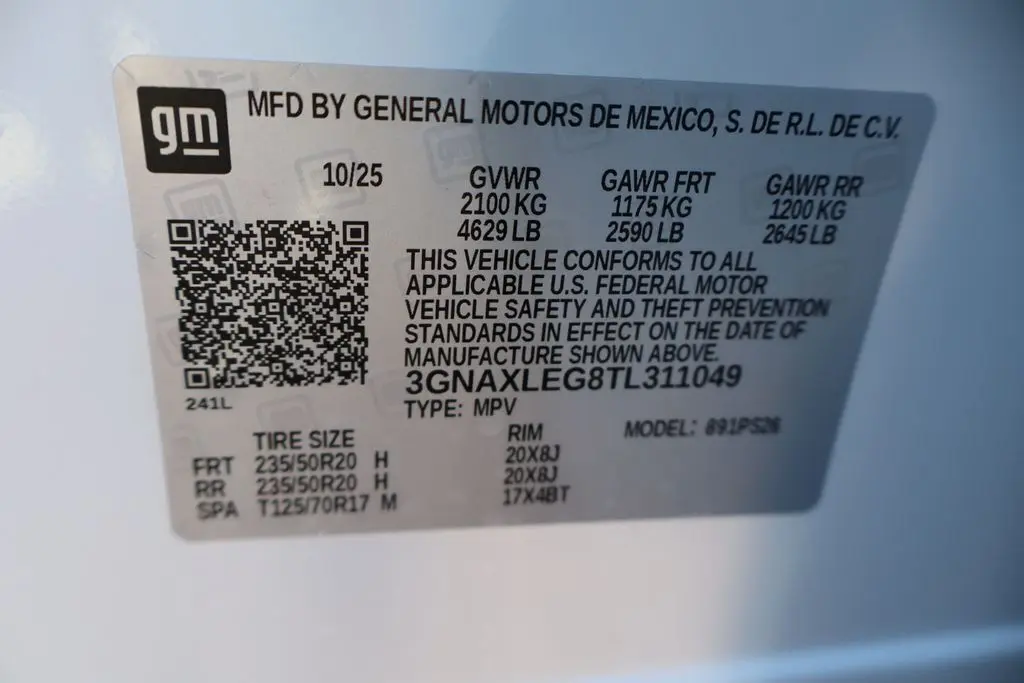 gm MFD BY GENERAL MOTORS DE MEXICO, S. DE R.L. DE C.V.
10/25 GVWR GAWR FRT GAWR RR
2100 KG 1175 KG 1200 KG
4629 LB 2590 LB 2645 LB
THIS VEHICLE CONFORMS TO ALL
APPLICABLE U.S. FEDERAL MOTOR
VEHICLE SAFETY AND THEFT PREVENTION
STANDARDS IN EFFECT ON THE DATE OF
MANUFACTURE SHOWN ABOVE.
3GNAXLEG8TL311049
241L
TYPE: MPV
TIRE SIZE RIM MODEL:
FRT 235/50R20 H 20X8J
RR 235/50R20 H 20X8J
SPA T125/70R17 M 17X4BT